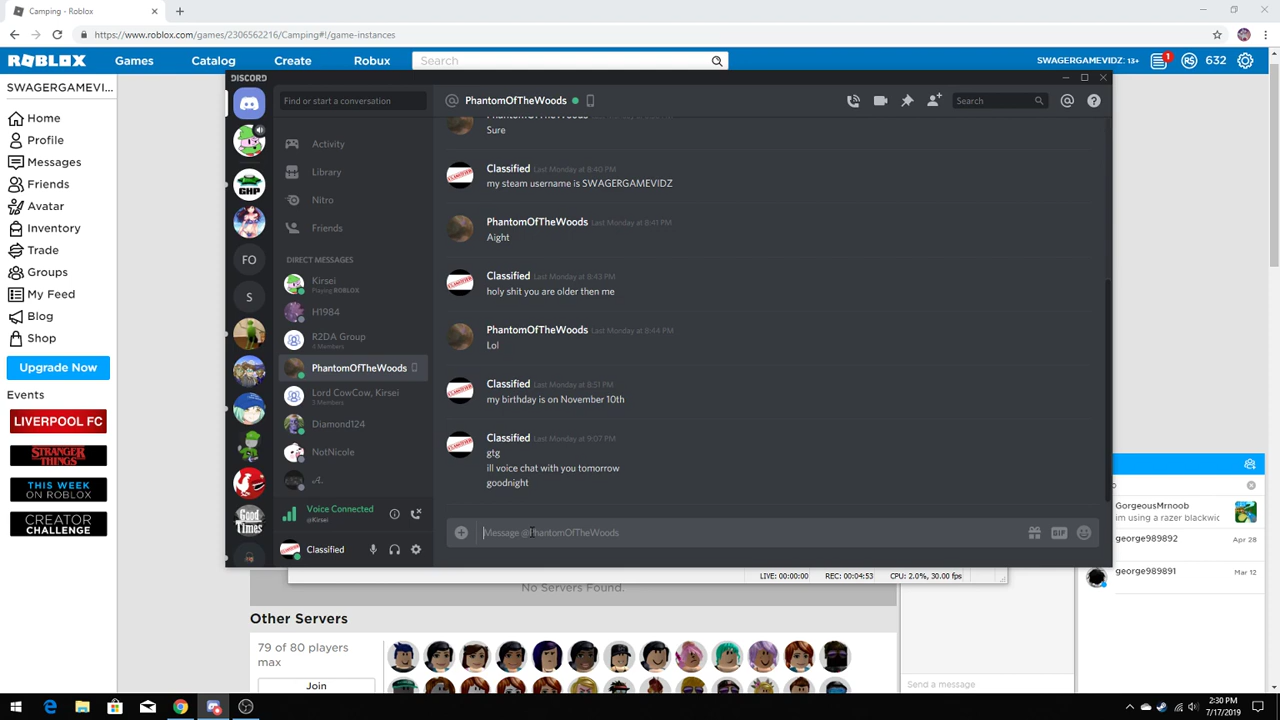 Camping - Roblox
https://www.roblox.com/games/2306562216/Camping#!/game-instances
ROBLOX
Games
Catalog
Create
Robux
Search
SWAGERGAMEVIDZ: 13+
1
632
SWAGERGAMEVI...
Home
Profile
Messages
Friends
Avatar
Inventory
Trade
Groups
My Feed
Blog
Shop
Upgrade Now
Events
LIVERPOOL FC
STRANGER THINGS
THIS WEEK
ON ROBLOX
CREATOR
CHALLENGE
DISCORD
GHP
FO
S
Good Times
Find or start a conversation
Activity
Library
Nitro
Friends
DIRECT MESSAGES
Kirsei
Playing ROBLOX
H1984
R2DA Group
4 Members
PhantomOfTheWoods
Lord CowCow, Kirsei
3 Members
Diamond124
NotNicole
Voice Connected
@Kirsei
Classified
@ PhantomOfTheWoods
Search
Sure
Classified Last Monday at 8:40 PM
my steam username is SWAGERGAMEVIDZ
PhantomOfTheWoods Last Monday at 8:41 PM
Aight
Classified Last Monday at 8:43 PM
holy shit you are older then me
PhantomOfTheWoods Last Monday at 8:44 PM
Lol
Classified Last Monday at 8:51 PM
my birthday is on November 10th
Classified Last Monday at 9:07 PM
gtg
ill voice chat with you tomorrow
goodnight
Message @PhantomOfTheWoods
GIF
LIVE: 00:00:00
REC: 00:04:53
CPU: 2.0%, 30.00 fps
No Servers Found.
Other Servers
79 of 80 players
max
Join
GorgeousMrnoob
im using a razer blackwic
george989892
george989891
Mar 12
Send a message
2:30 PM
7/17/2019